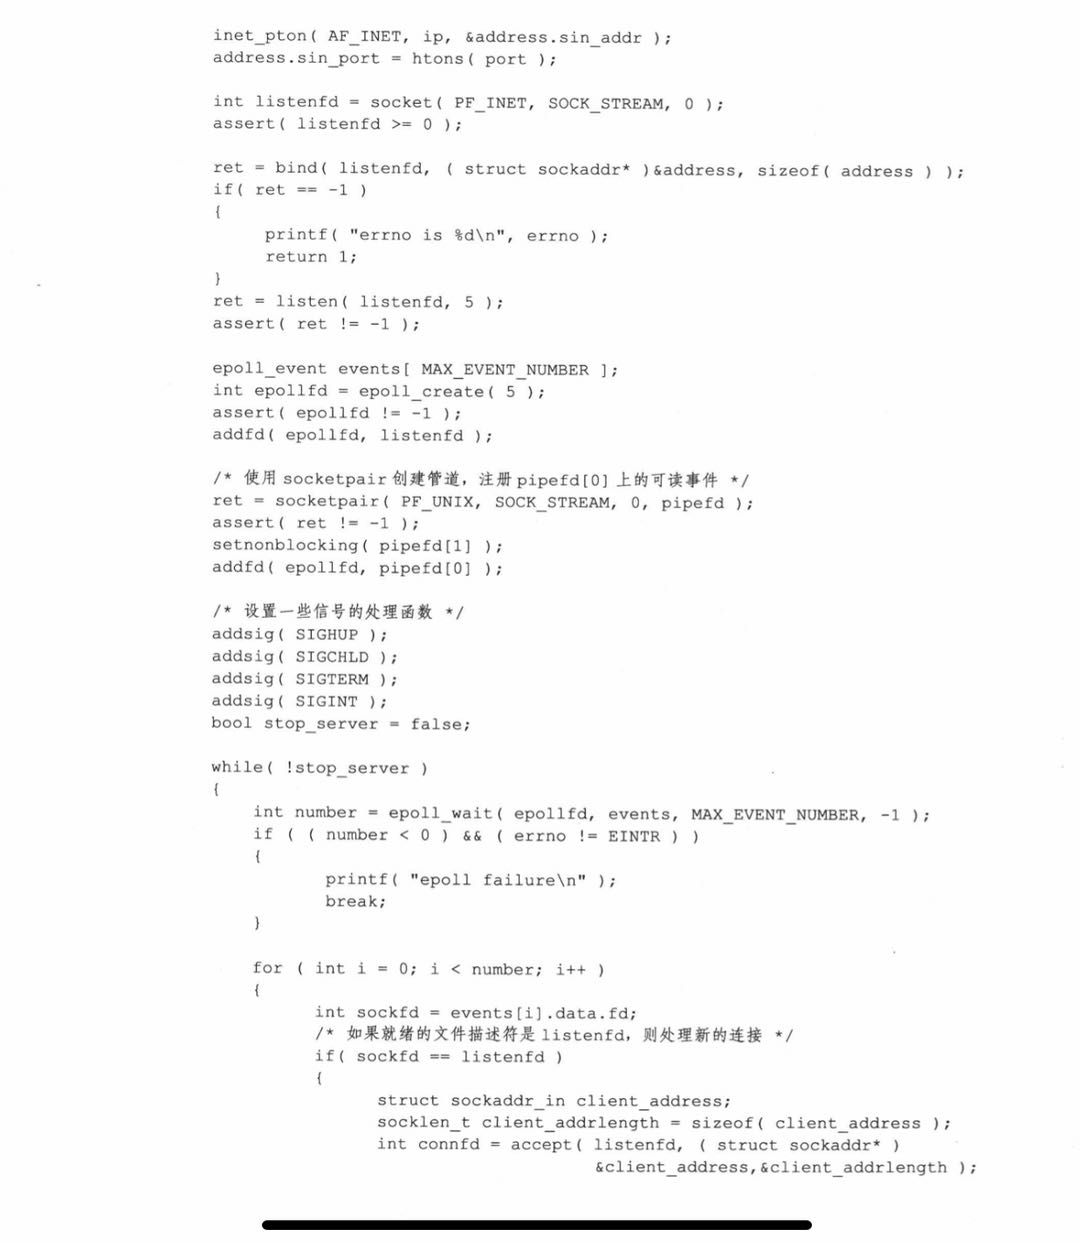 inet_pton( AF_INET, ip, &address.sin_addr );
address.sin_port = htons( port );
int listenfd = socket( PF_INET, SOCK_STREAM, 0 );
assert( listenfd >= 0 );
ret = bind( listenfd, ( struct sockaddr* )&address, sizeof( address ) );
if( ret == -1 )
{
printf( "errno is %d\n", errno );
return 1;
}
ret = listen( listenfd, 5 );
assert( ret != -1 );
epoll_event events[ MAX_EVENT_NUMBER ];
int epollfd = epoll_create( 5 );
assert( epollfd != -1 );
addfd( epollfd, listenfd );
/* 使用 socketpair 创建管道，注册 pipefd[0] 上的可读事件 */
ret = socketpair( PF_UNIX, SOCK_STREAM, 0, pipefd );
assert( ret != -1 );
setnonblocking( pipefd[1] );
addfd( epollfd, pipefd[0] );
/* 设置一些信号的处理函数 */
addsig( SIGHUP );
addsig( SIGCHLD );
addsig( SIGTERM );
addsig( SIGINT );
bool stop_server = false;
while( !stop_server )
{
int number = epoll_wait( epollfd, events, MAX_EVENT_NUMBER, -1 );
if ( ( number < 0 ) && ( errno != EINTR ) )
{
printf( "epoll failure\n" );
break;
}
for ( int i = 0; i < number; i++ )
{
int sockfd = events[i].data.fd;
/* 如果就绪的文件描述符是 listenfd，则处理新的连接 */
if( sockfd == listenfd )
{
struct sockaddr_in client_address;
socklen_t client_addrlength = sizeof( client_address );
int connfd = accept( listenfd, ( struct sockaddr* )
&client_address,&client_addrlength );